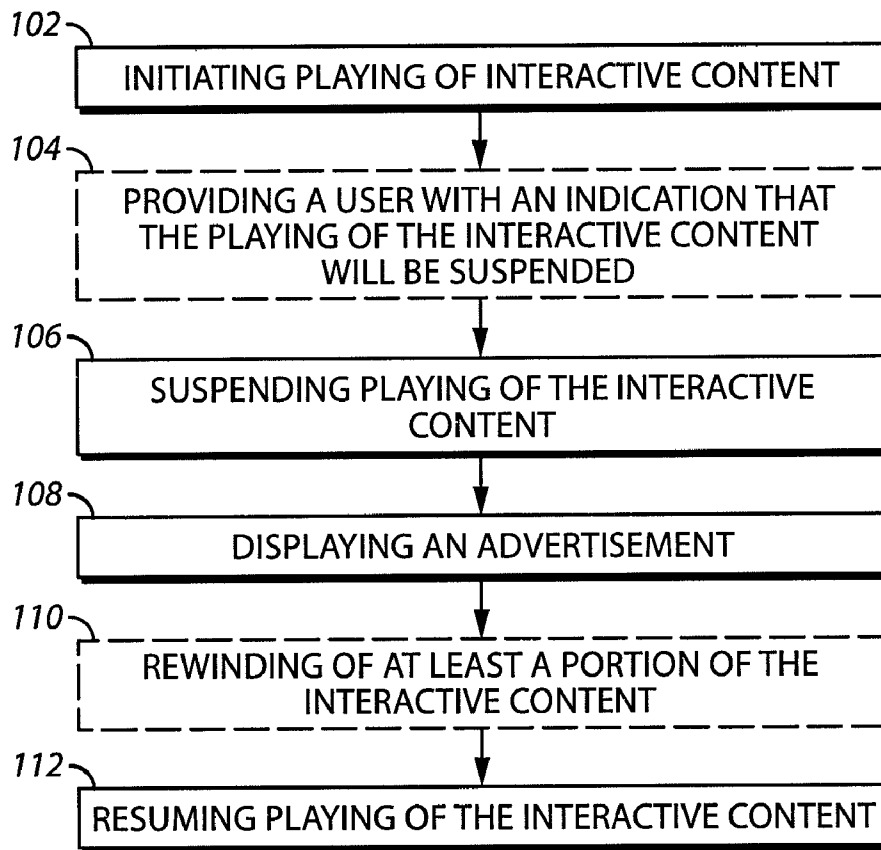 102
INITIATING PLAYING OF INTERACTIVE CONTENT
104
PROVIDING A USER WITH AN INDICATION THAT
THE PLAYING OF THE INTERACTIVE CONTENT
WILL BE SUSPENDED
106
SUSPENDING PLAYING OF THE INTERACTIVE
CONTENT
108
DISPLAYING AN ADVERTISEMENT
110
REWINDING OF AT LEAST A PORTION OF THE
INTERACTIVE CONTENT
112
RESUMING PLAYING OF THE INTERACTIVE CONTENT